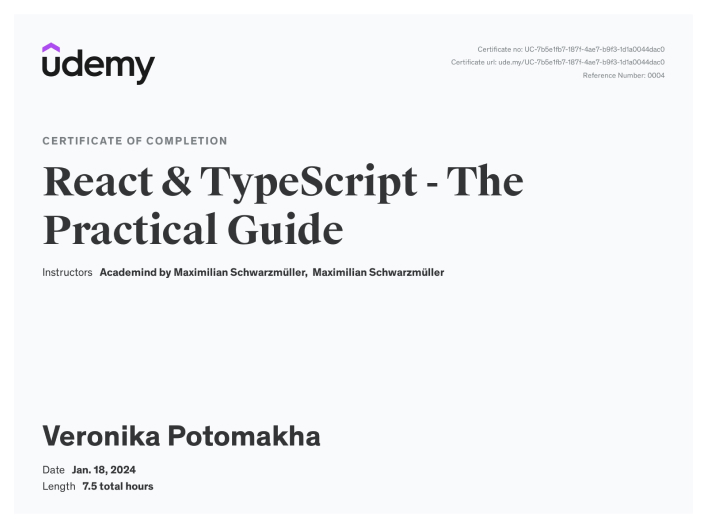 udemy
Certificate no: UC-7b5e1fb7-187f-4ae7-b9f3-1d1a0044dac0
Certificate url: ude.my/UC-7b5e1fb7-187f-4ae7-b9f3-1d1a0044dac0
Reference Number: 0004
CERTIFICATE OF COMPLETION
React & TypeScript - The
Practical Guide
Instructors Academind by Maximilian Schwarzmüller, Maximilian Schwarzmüller
Veronika Potomakha
Date Jan. 18, 2024
Length 7.5 total hours